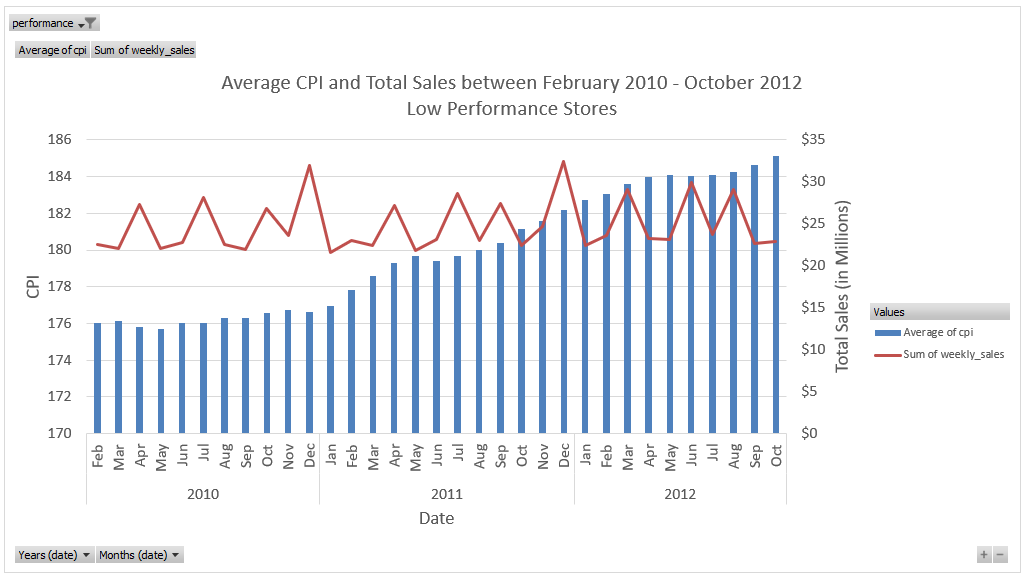 performance
Average of cpi Sum of weekly_sales
Average CPI and Total Sales between February 2010 - October 2012
Low Performance Stores
186
184
182
180
178
176
174
172
170
CPI
$35
$30
$25
$20
$15
$10
$5
$0
Total Sales (in Millions)
Values
Average of cpi
Sum of weekly_sales
Feb Mar Apr May Jun Jul Aug Sep Oct Nov Dec Jan Feb Mar Apr May Jun Jul Aug Sep Oct Nov Dec Jan Feb Mar Apr May Jun Jul Aug Sep Oct
2010 2011 2012
Date
Years (date) Months (date)
+ −